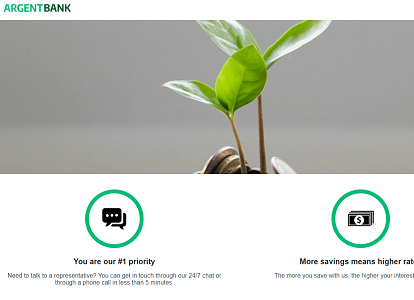 ARGENTBANK
You are our #1 priority
Need to talk to a representative? You can get in touch through our 24/7 chat or
through a phone call in less than 5 minutes.
More savings means higher rat
The more you save with us, the higher your interest